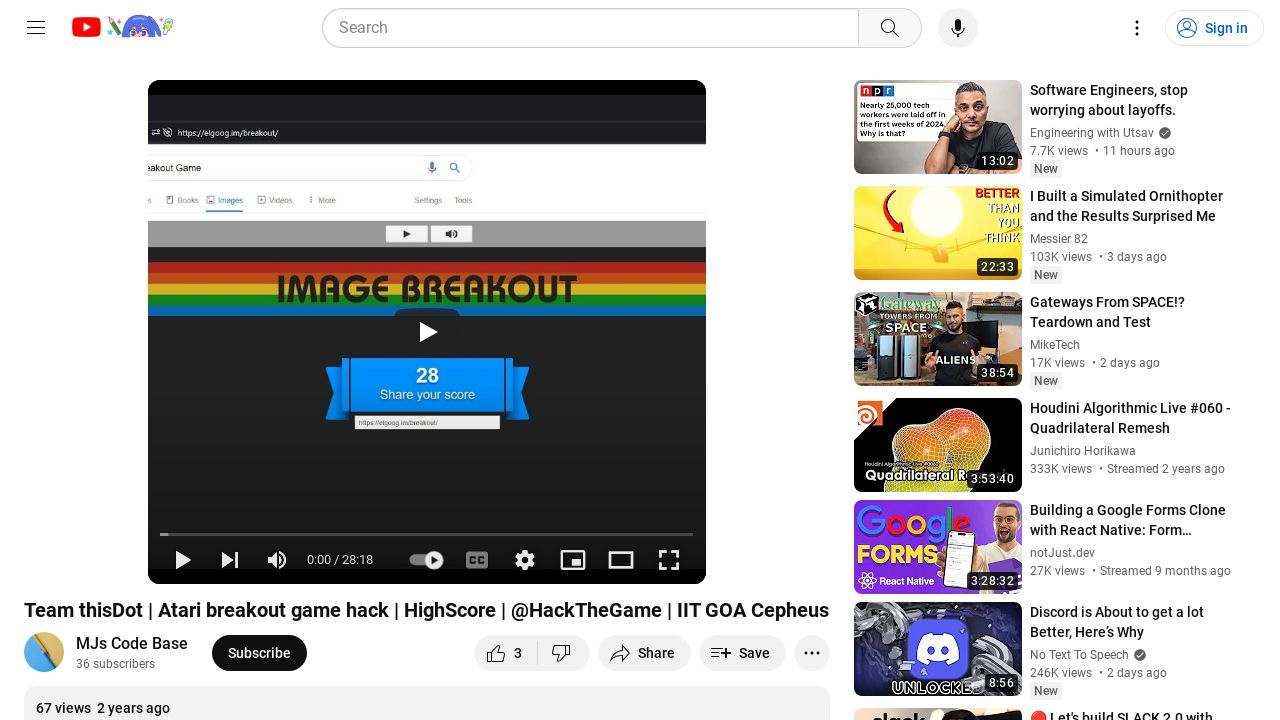 Search
Sign in
https://elgoog.im/breakout/
eakout Game
s
Books
Images
Videos
More
Settings
Tools
IMAGE BREAKOUT
28
Share your score
https://elgoog.im/breakout/
0:00 / 28:18
CC
Team thisDot | Atari breakout game hack | HighScore | @HackTheGame | IIT GOA Cepheus
MJs Code Base
36 subscribers
Subscribe
3
Share
Save
67 views 2 years ago
npr
Nearly 25,000 tech
workers were laid off in
the first weeks of 2024.
Why is that?
13:02
Software Engineers, stop
worrying about layoffs.
Engineering with Utsav
7.7K views • 11 hours ago
New
BETTER
THAN
YOU
THINK
22:33
I Built a Simulated Ornithopter
and the Results Surprised Me
Messier 82
103K views • 3 days ago
New
Gateway
TOWERS FROM
SPACE
ALIENS
38:54
Gateways From SPACE!?
Teardown and Test
MikeTech
17K views • 2 days ago
New
Houdini Algorithmic Live #060
Quadrilateral R
3:53:40
Houdini Algorithmic Live #060 -
Quadrilateral Remesh
Junichiro Horikawa
333K views • Streamed 2 years ago
Google
FORMS
React Native
3:28:32
Building a Google Forms Clone
with React Native: Form…
notJust.dev
27K views • Streamed 9 months ago
UNLOCKED
8:56
Discord is About to get a lot
Better, Here’s Why
No Text To Speech
246K views • 2 days ago
New
slack
🔴 Let's build SLACK 2.0 with